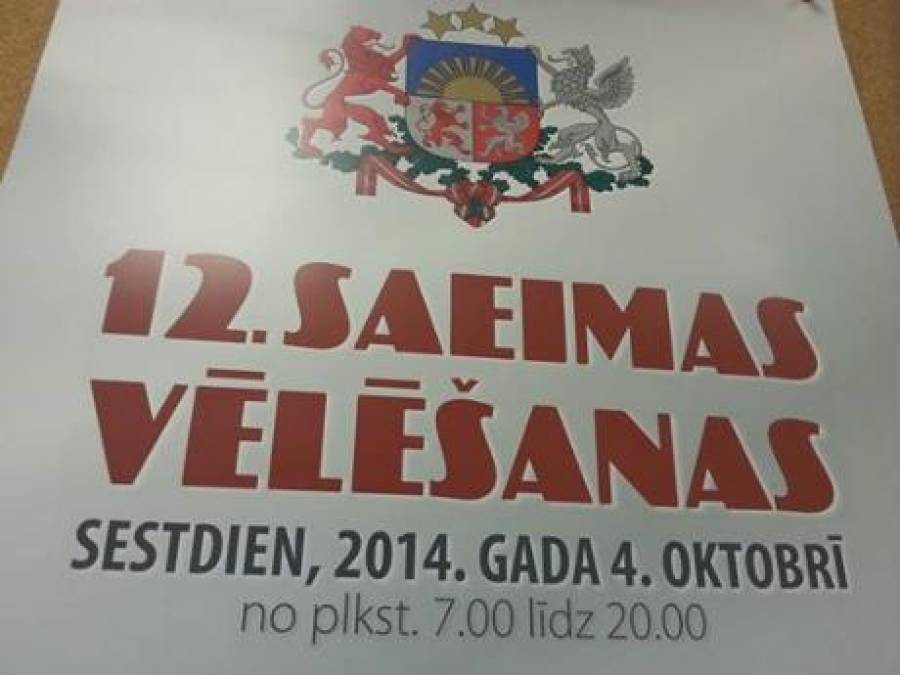 12. SAEIMAS
VĒLĒŠANAS
SESTDIEN, 2014. GADA 4. OKTOBRĪ
no plkst. 7.00 līdz 20.00